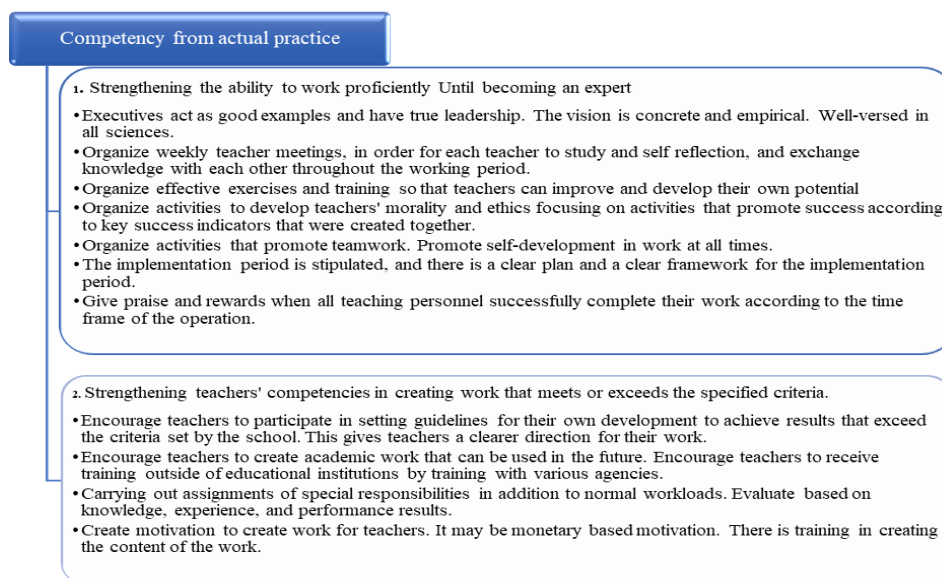 Competency from actual practice
1. Strengthening the ability to work proficiently Until becoming an expert
•Executives act as good examples and have true leadership. The vision is concrete and empirical. Well-versed in
all sciences.
•Organize weekly teacher meetings, in order for each teacher to study and self reflection, and exchange
knowledge with each other throughout the working period.
•Organize effective exercises and training so that teachers can improve and develop their own potential
•Organize activities to develop teachers' morality and ethics focusing on activities that promote success according
to key success indicators that were created together.
•Organize activities that promote teamwork. Promote self-development in work at all times.
•The implementation period is stipulated, and there is a clear plan and a clear framework for the implementation
period.
•Give praise and rewards when all teaching personnel successfully complete their work according to the time
frame of the operation.
2. Strengthening teachers' competencies in creating work that meets or exceeds the specified criteria.
•Encourage teachers to participate in setting guidelines for their own development to achieve results that exceed
the criteria set by the school. This gives teachers a clearer direction for their work.
•Encourage teachers to create academic work that can be used in the future. Encourage teachers to receive
training outside of educational institutions by training with various agencies.
•Carrying out assignments of special responsibilities in addition to normal workloads. Evaluate based on
knowledge, experience, and performance results.
•Create motivation to create work for teachers. It may be monetary based motivation. There is training in creating
the content of the work.